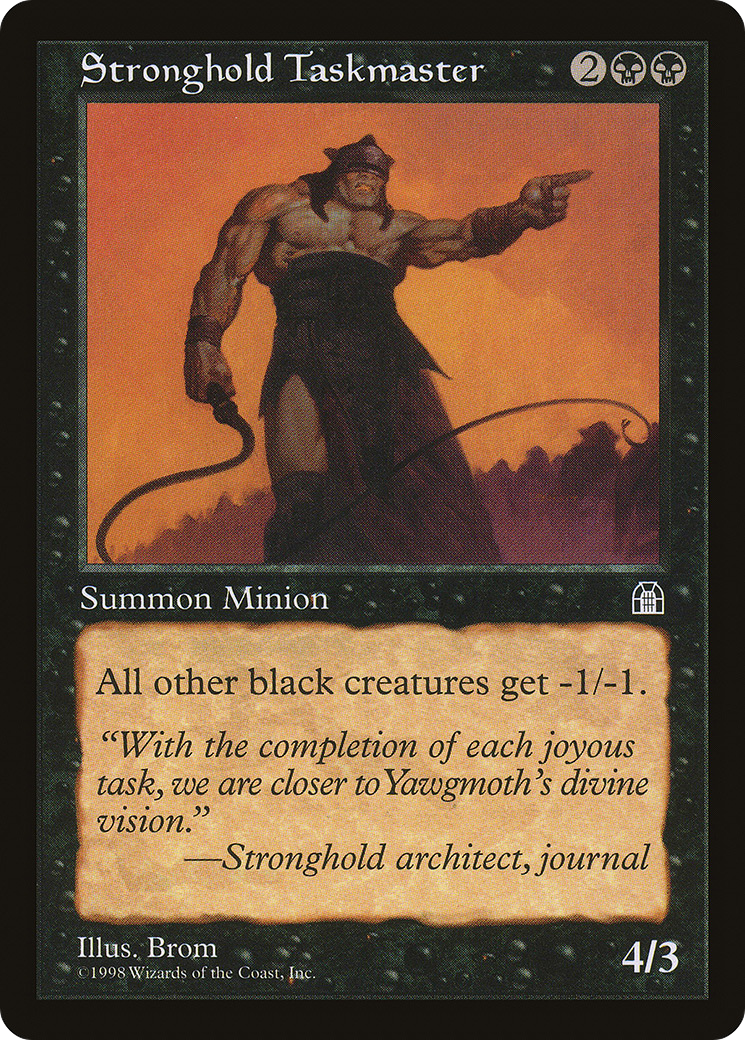 Stronghold Taskmaster 2
Summon Minion
All other black creatures get -1/-1.
“With the completion of each joyous
task, we are closer to Yawgmoth’s divine
vision.”
—Stronghold architect, journal
Illus. Brom
©1998 Wizards of the Coast, Inc.
4/3